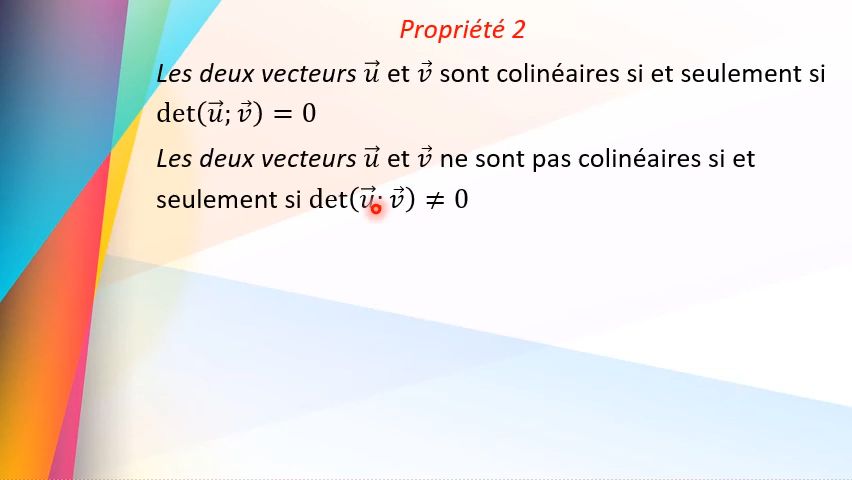 Propriété 2
Les deux vecteurs u⃗ et v⃗ sont colinéaires si et seulement si
det(u⃗; v⃗) = 0
Les deux vecteurs u⃗ et v⃗ ne sont pas colinéaires si et
seulement si det(u⃗; v⃗) ≠ 0